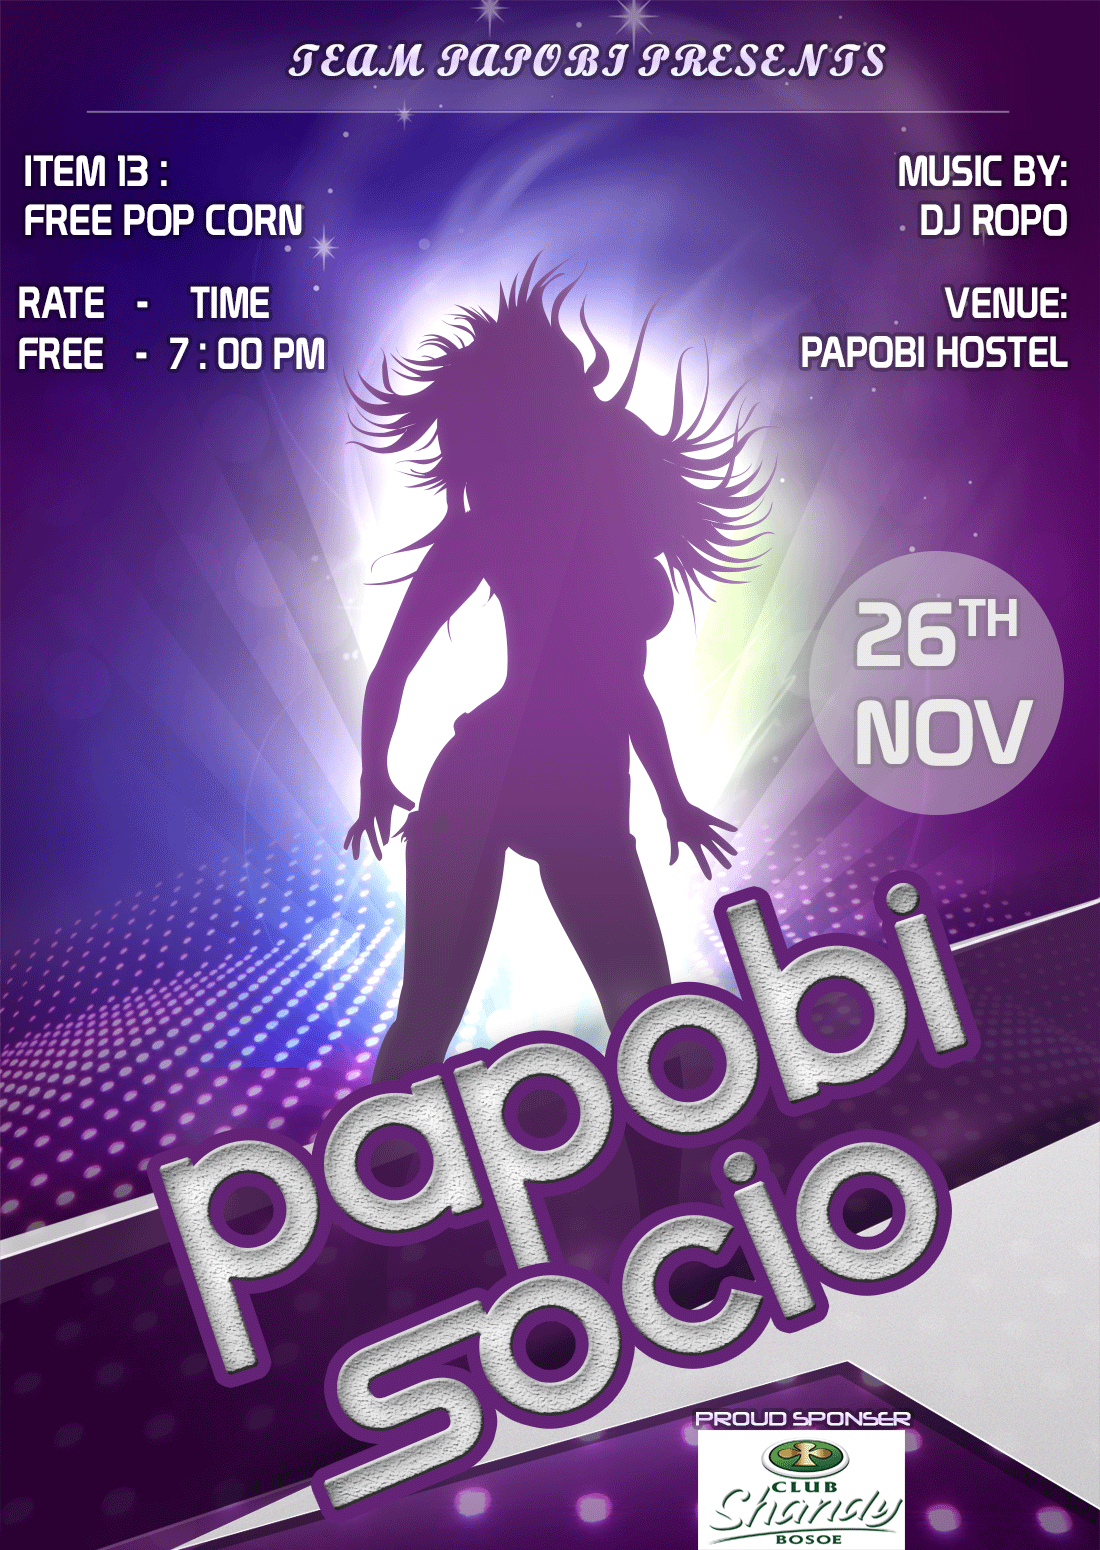 TEAM PAPOBI PRESENTS
ITEM 13 :
FREE POP CORN
RATE - TIME
FREE - 7 : 00 PM
MUSIC BY:
DJ ROPO
VENUE:
PAPOBI HOSTEL
26TH
NOV
papobi
socio
PROUD SPONSER
CLUB
Shandy
BOSOE